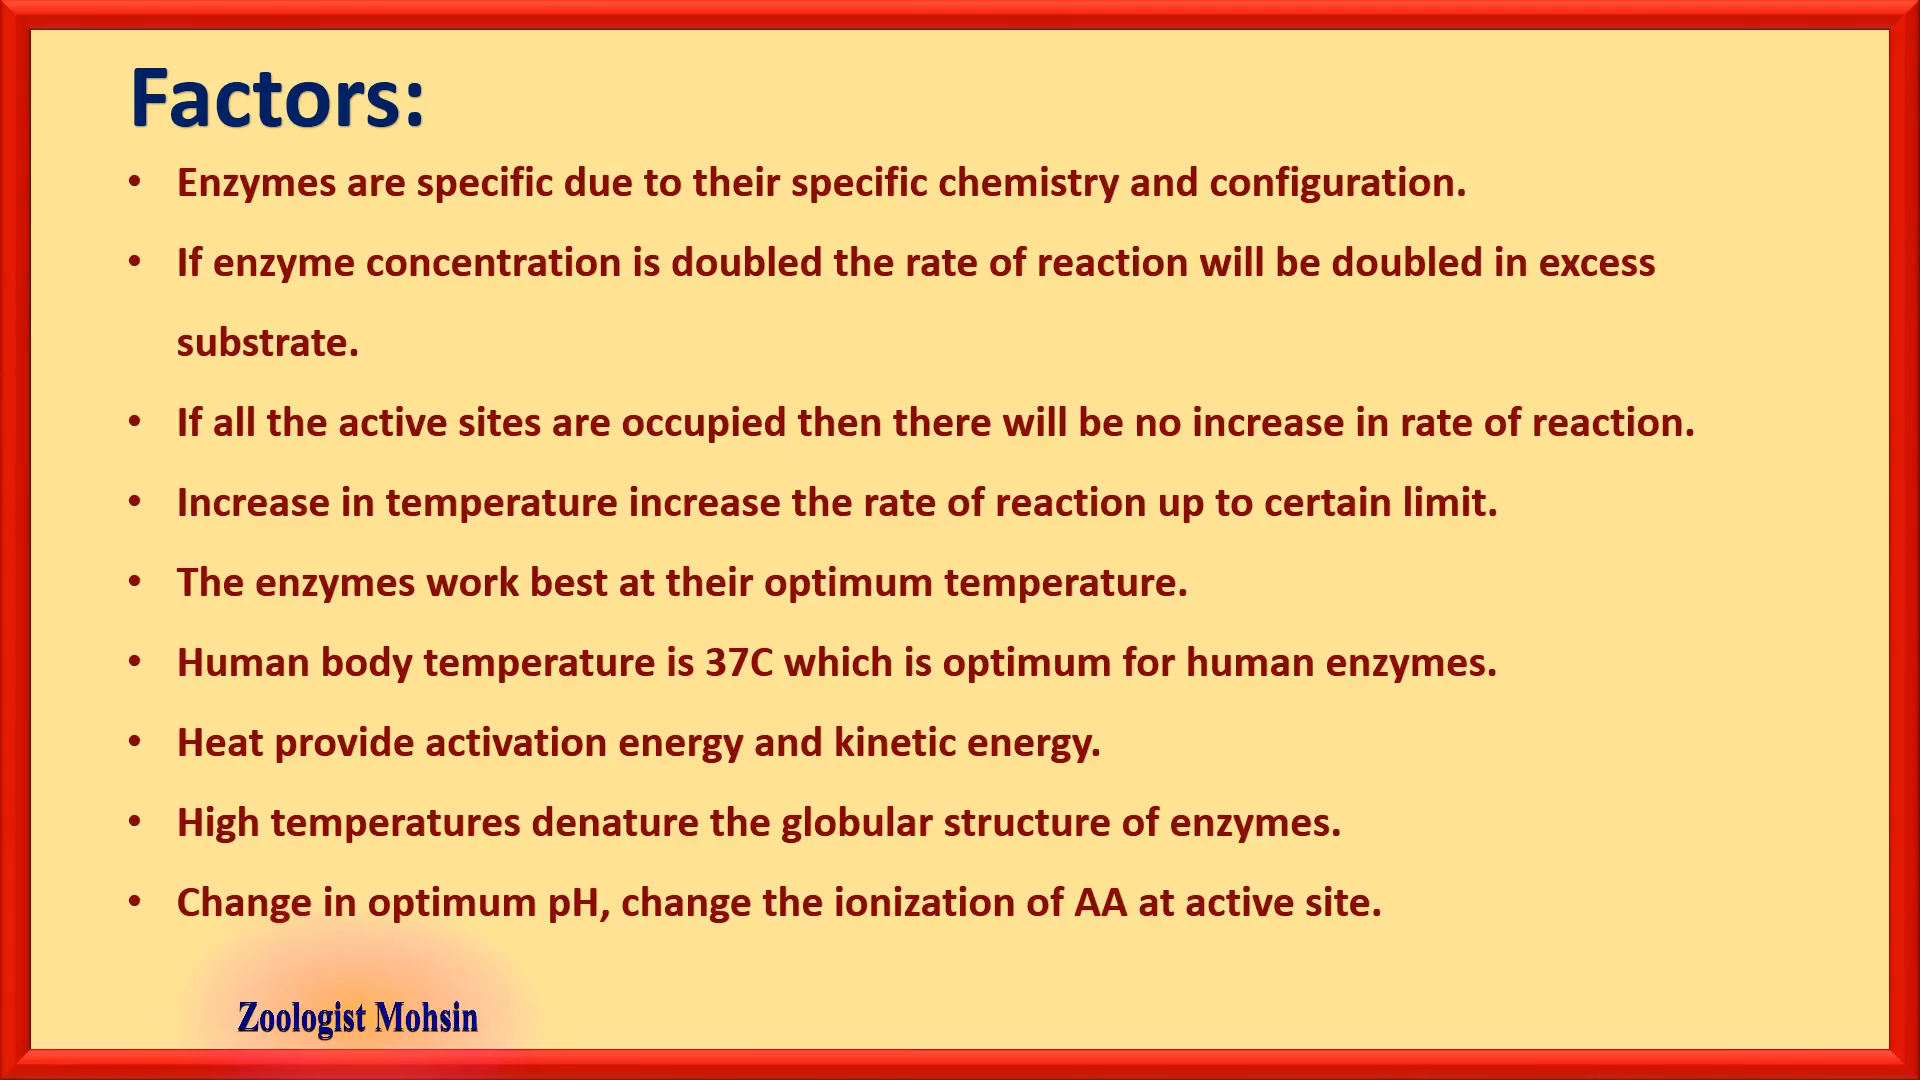 Factors:
• Enzymes are specific due to their specific chemistry and configuration.
• If enzyme concentration is doubled the rate of reaction will be doubled in excess
substrate.
• If all the active sites are occupied then there will be no increase in rate of reaction.
• Increase in temperature increase the rate of reaction up to certain limit.
• The enzymes work best at their optimum temperature.
• Human body temperature is 37C which is optimum for human enzymes.
• Heat provide activation energy and kinetic energy.
• High temperatures denature the globular structure of enzymes.
• Change in optimum pH, change the ionization of AA at active site.
Zoologist Mohsin